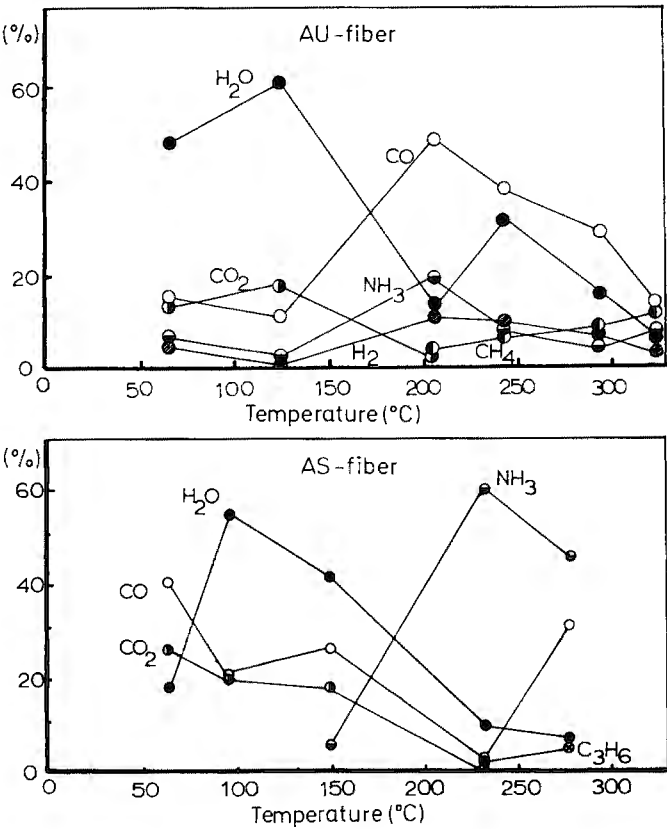 (%)
AU-fiber
60
40
20
0
H2O
CO
CO2
NH3
H2
CH4
0 50 100 150 200 250 300
Temperature (°C)
(%)
AS-fiber
60
40
20
0
H2O
NH3
CO
CO2
C3H6
0 50 100 150 200 250 300
Temperature (°C)